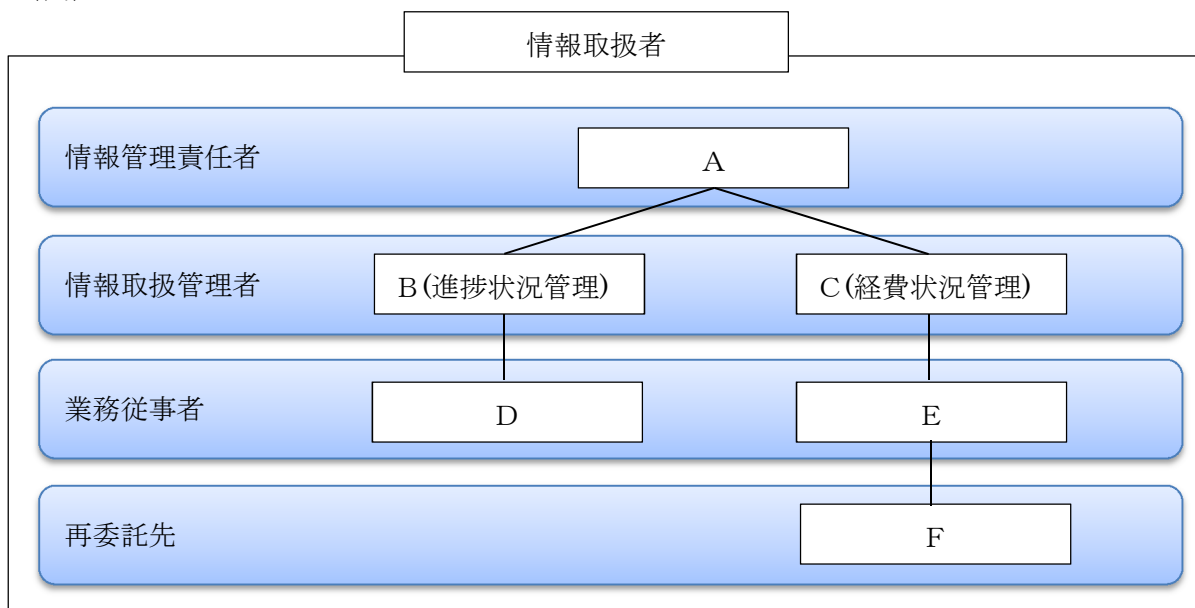 情報取扱者
情報管理責任者
A
情報取扱管理者
B(進捗状況管理)
C(経費状況管理)
業務従事者
D
E
再委託先
F